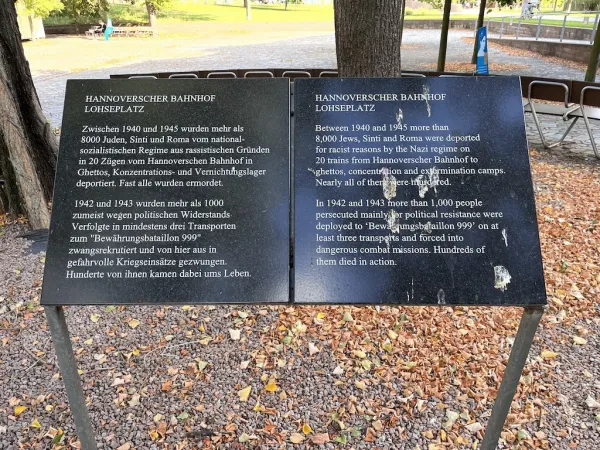 HANNOVERSCHER BAHNHOF
LOHSEPLATZ
Zwischen 1940 und 1945 wurden mehr als
8000 Juden, Sinti und Roma vom national-
sozialistischen Regime aus rassistischen Gründen
in 20 Zügen vom Hannoverschen Bahnhof in
Ghettos, Konzentrations- und Vernichtungslager
deportiert. Fast alle wurden ermordet.
1942 und 1943 wurden mehr als 1000
zumeist wegen politischen Widerstands
Verfolgte in mindestens drei Transporten
zum "Bewährungsbataillon 999"
zwangsrekrutiert und von hier aus in
gefahrvolle Kriegseinsätze gezwungen.
Hunderte von ihnen kamen dabei ums Leben.
HANNOVERSCHER BAHNHOF
LOHSEPLATZ
Between 1940 and 1945 more than
8,000 Jews, Sinti and Roma were deported
for racist reasons by the Nazi regime on
20 trains from Hannoverscher Bahnhof to
ghettos, concentration and extermination camps.
Nearly all of them were murdered.
In 1942 and 1943 more than 1,000 people
persecuted mainly for political resistance were
deployed to 'Bewährungsbataillon 999' on at
least three transports and forced into
dangerous combat missions. Hundreds of
them died in action.